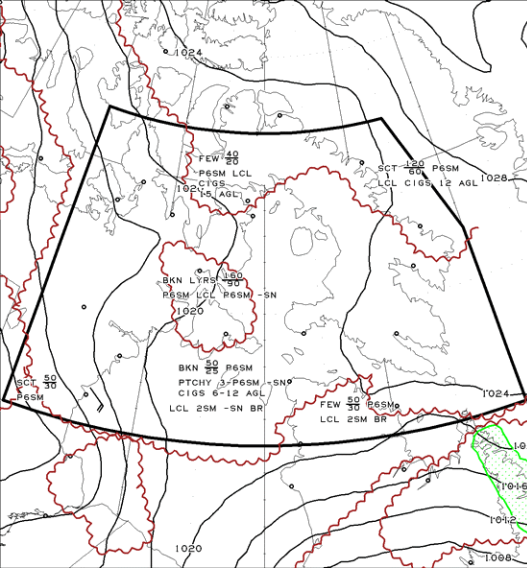 1024
FEW 40/20
P6SM LCL
CIGS
15 AGL
SCT 120/60 P6SM
LCL CIGS 12 AGL
1028
BKN LYRS 160/90
P6SM LCL P6SM -SN
1020
BKN 50/25 P6SM
PTCHY 3-P6SM -SN
CIGS 6-12 AGL
LCL 2SM -SN BR
SCT 50/30
P6SM
1024
FEW 50/30 P6SM
LCL 2SM BR
1016
1012
1020
1008